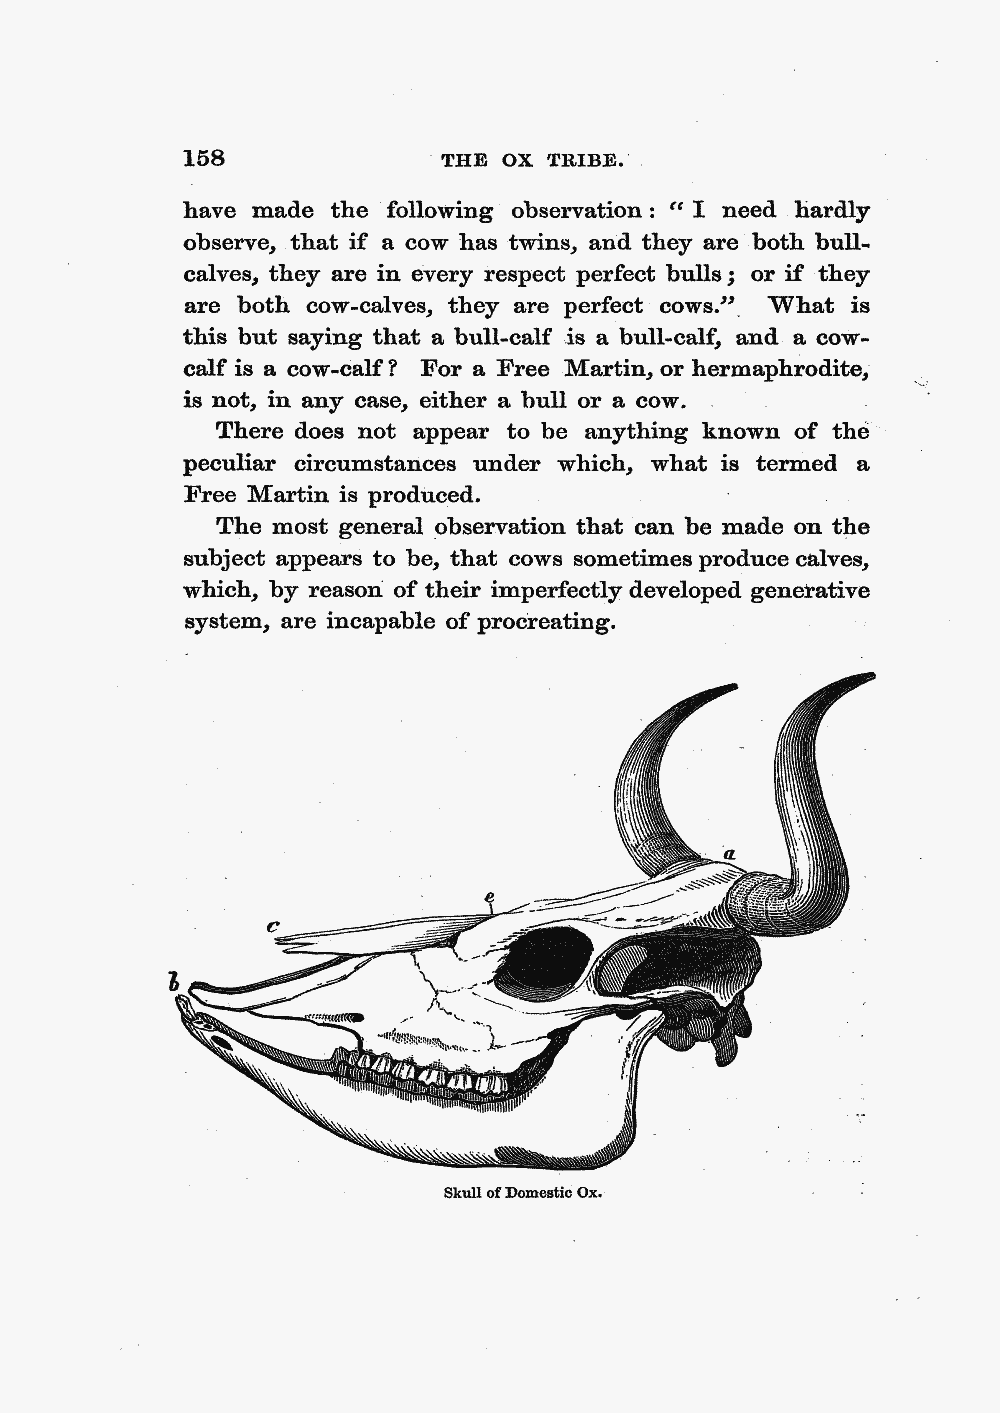 158 THE OX TRIBE.
have made the following observation : “ I need hardly
observe, that if a cow has twins, and they are both bull-
calves, they are in every respect perfect bulls ; or if they
are both cow-calves, they are perfect cows.” What is
this but saying that a bull-calf is a bull-calf, and a cow-
calf is a cow-calf ? For a Free Martin, or hermaphrodite,
is not, in any case, either a bull or a cow.
There does not appear to be anything known of the
peculiar circumstances under which, what is termed a
Free Martin is produced.
The most general observation that can be made on the
subject appears to be, that cows sometimes produce calves,
which, by reason of their imperfectly developed generative
system, are incapable of procreating.
a
e
c
b
Skull of Domestic Ox.